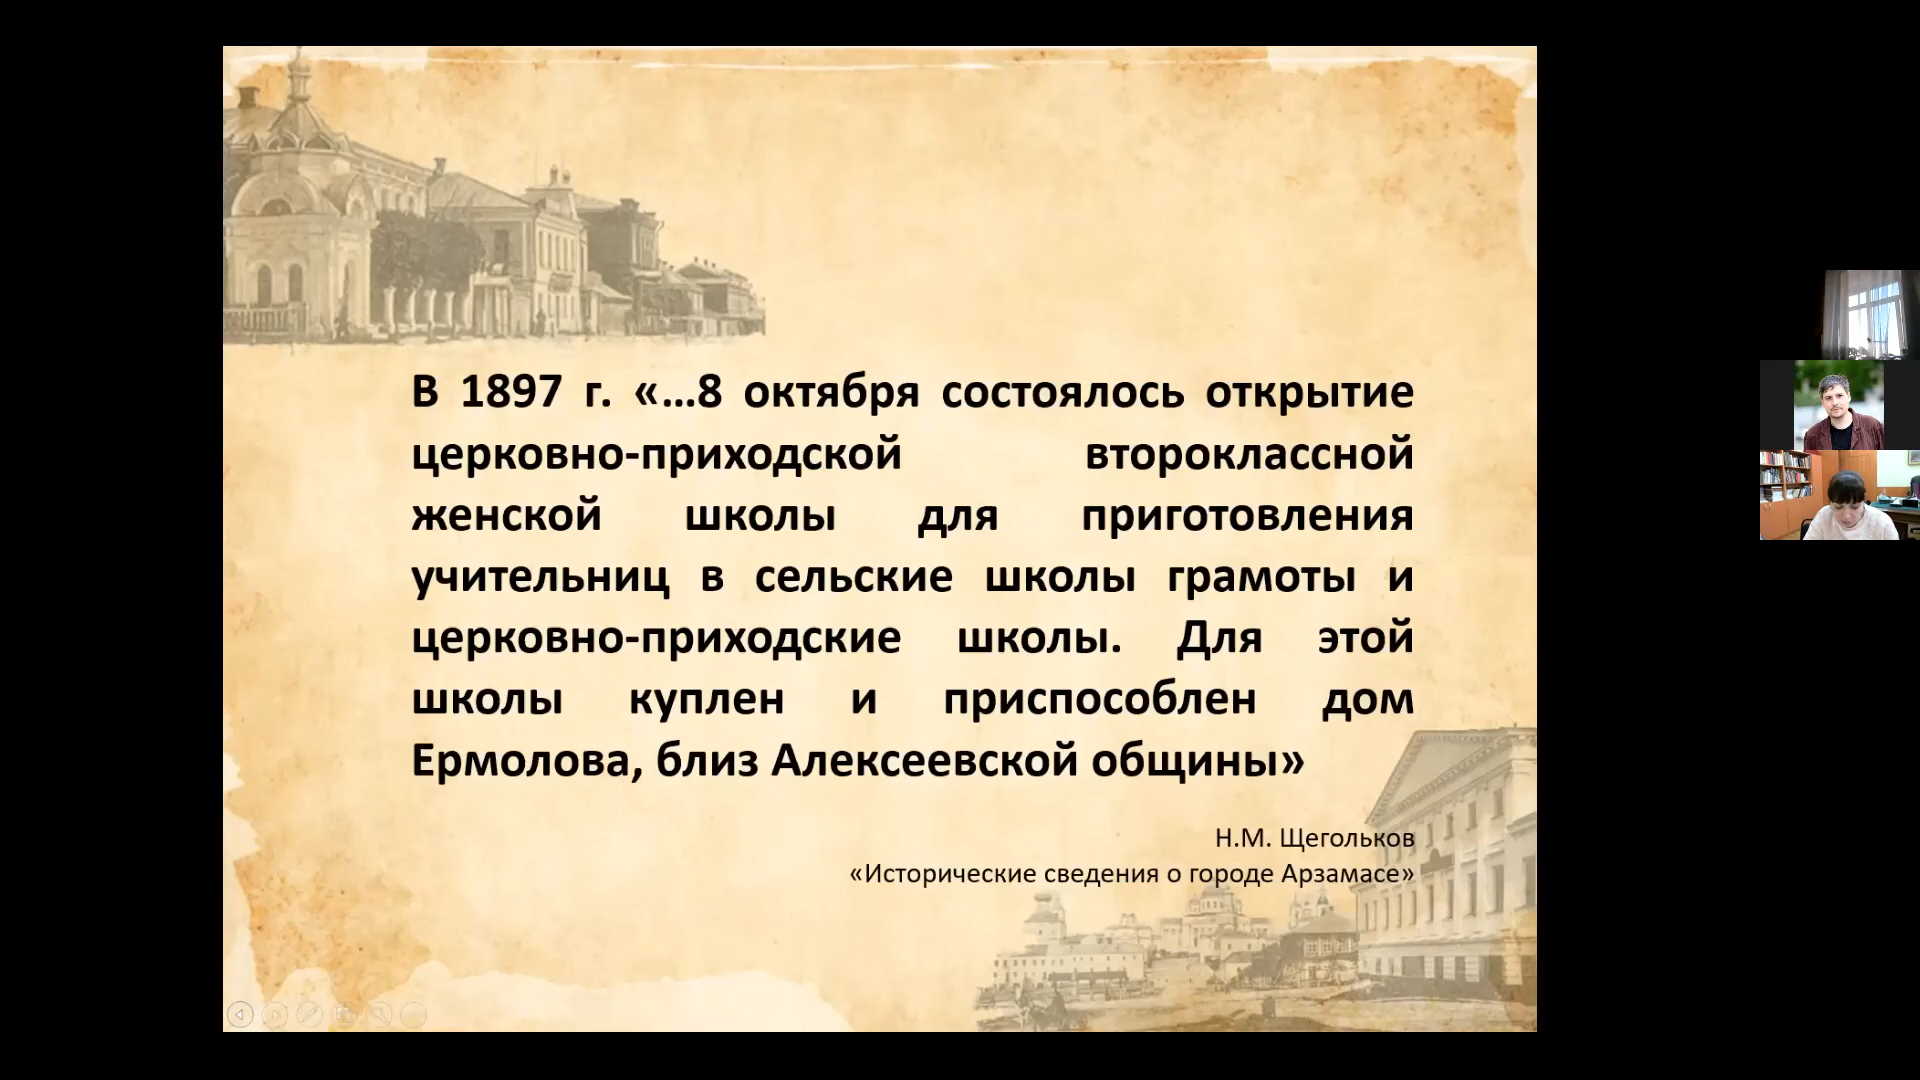 В 1897 г. «…8 октября состоялось открытие
церковно-приходской второклассной
женской школы для приготовления
учительниц в сельские школы грамоты и
церковно-приходские школы. Для этой
школы куплен и приспособлен дом
Ермолова, близ Алексеевской общины»
Н.М. Щегольков
«Исторические сведения о городе Арзамасе»